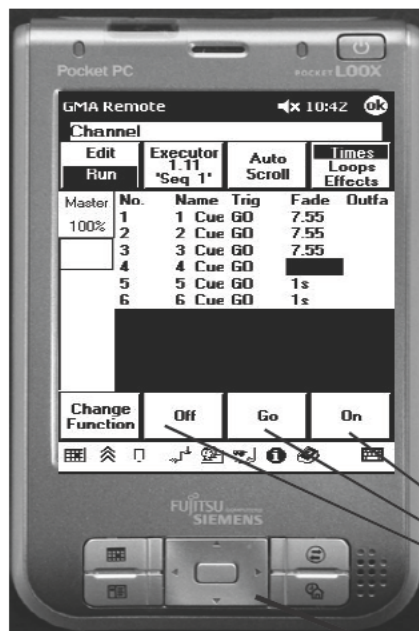 Pocket PC
POCKET LOOX
GMA Remote 10:42 ok
Channel
Edit
Run
Executor
1.11
"Seq 1"
Auto
Scroll
Times
Loops
Effects
Master
100%
No. Name Trig Fade Outfa
1 1 Cue GO 7.55
2 2 Cue GO 7.55
3 3 Cue GO 7.55
4 4 Cue GO
5 5 Cue GO 1s
6 6 Cue GO 1s
Change
Function
Off
Go
On
FUJITSU
SIEMENS